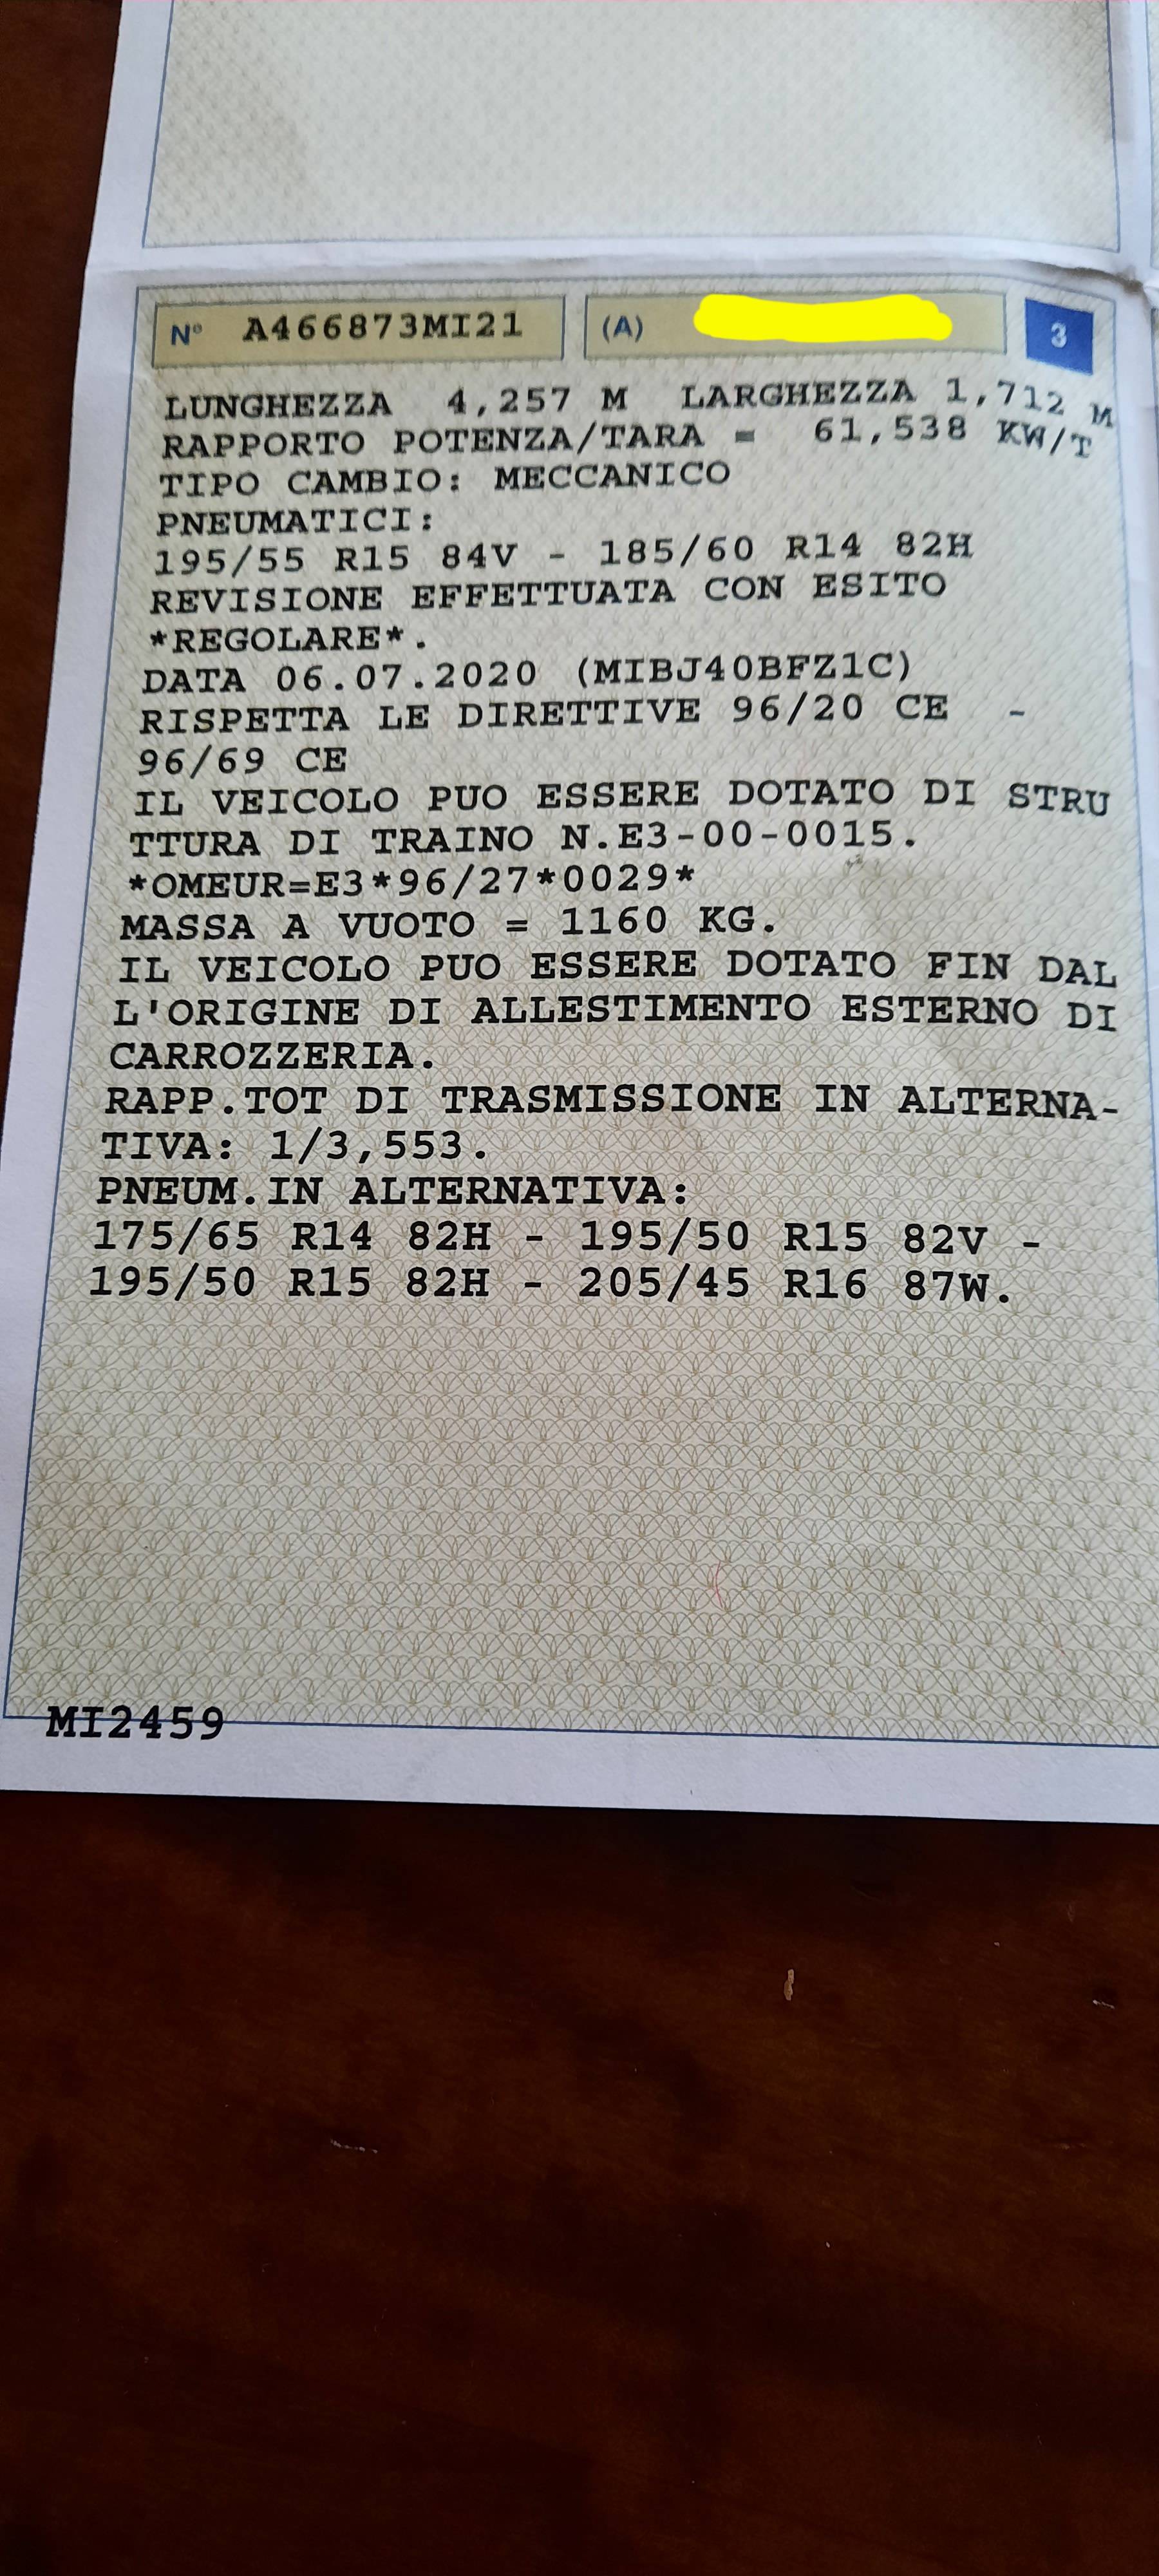 N° A466873MI21 (A) 3
LUNGHEZZA 4,257 M LARGHEZZA 1,712 M
RAPPORTO POTENZA/TARA = 61,538 KW/T
TIPO CAMBIO: MECCANICO
PNEUMATICI:
195/55 R15 84V - 185/60 R14 82H
REVISIONE EFFETTUATA CON ESITO
*REGOLARE*.
DATA 06.07.2020 (MIBJ40BFZ1C)
RISPETTA LE DIRETTIVE 96/20 CE -
96/69 CE
IL VEICOLO PUO ESSERE DOTATO DI STRU
TTURA DI TRAINO N.E3-00-0015.
*OMEUR=E3*96/27*0029*
MASSA A VUOTO = 1160 KG.
IL VEICOLO PUO ESSERE DOTATO FIN DAL
L'ORIGINE DI ALLESTIMENTO ESTERNO DI
CARROZZERIA.
RAPP.TOT DI TRASMISSIONE IN ALTERNA-
TIVA: 1/3,553.
PNEUM.IN ALTERNATIVA:
175/65 R14 82H - 195/50 R15 82V -
195/50 R15 82H - 205/45 R16 87W.
MI2459